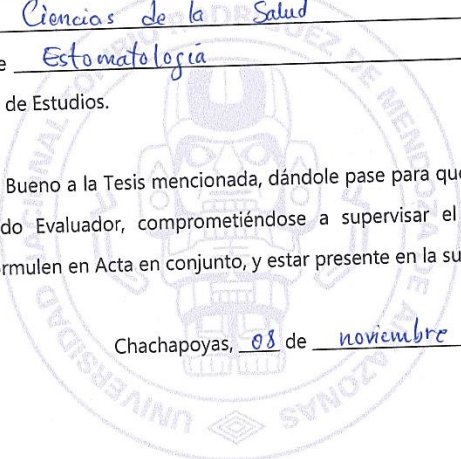 Ciencias de la Salud
e Estomatología
de Estudios.
Bueno a la Tesis mencionada, dándole pase para que
do Evaluador, comprometiéndose a supervisar el
rmulen en Acta en conjunto, y estar presente en la su
Chachapoyas, 08 de noviembre